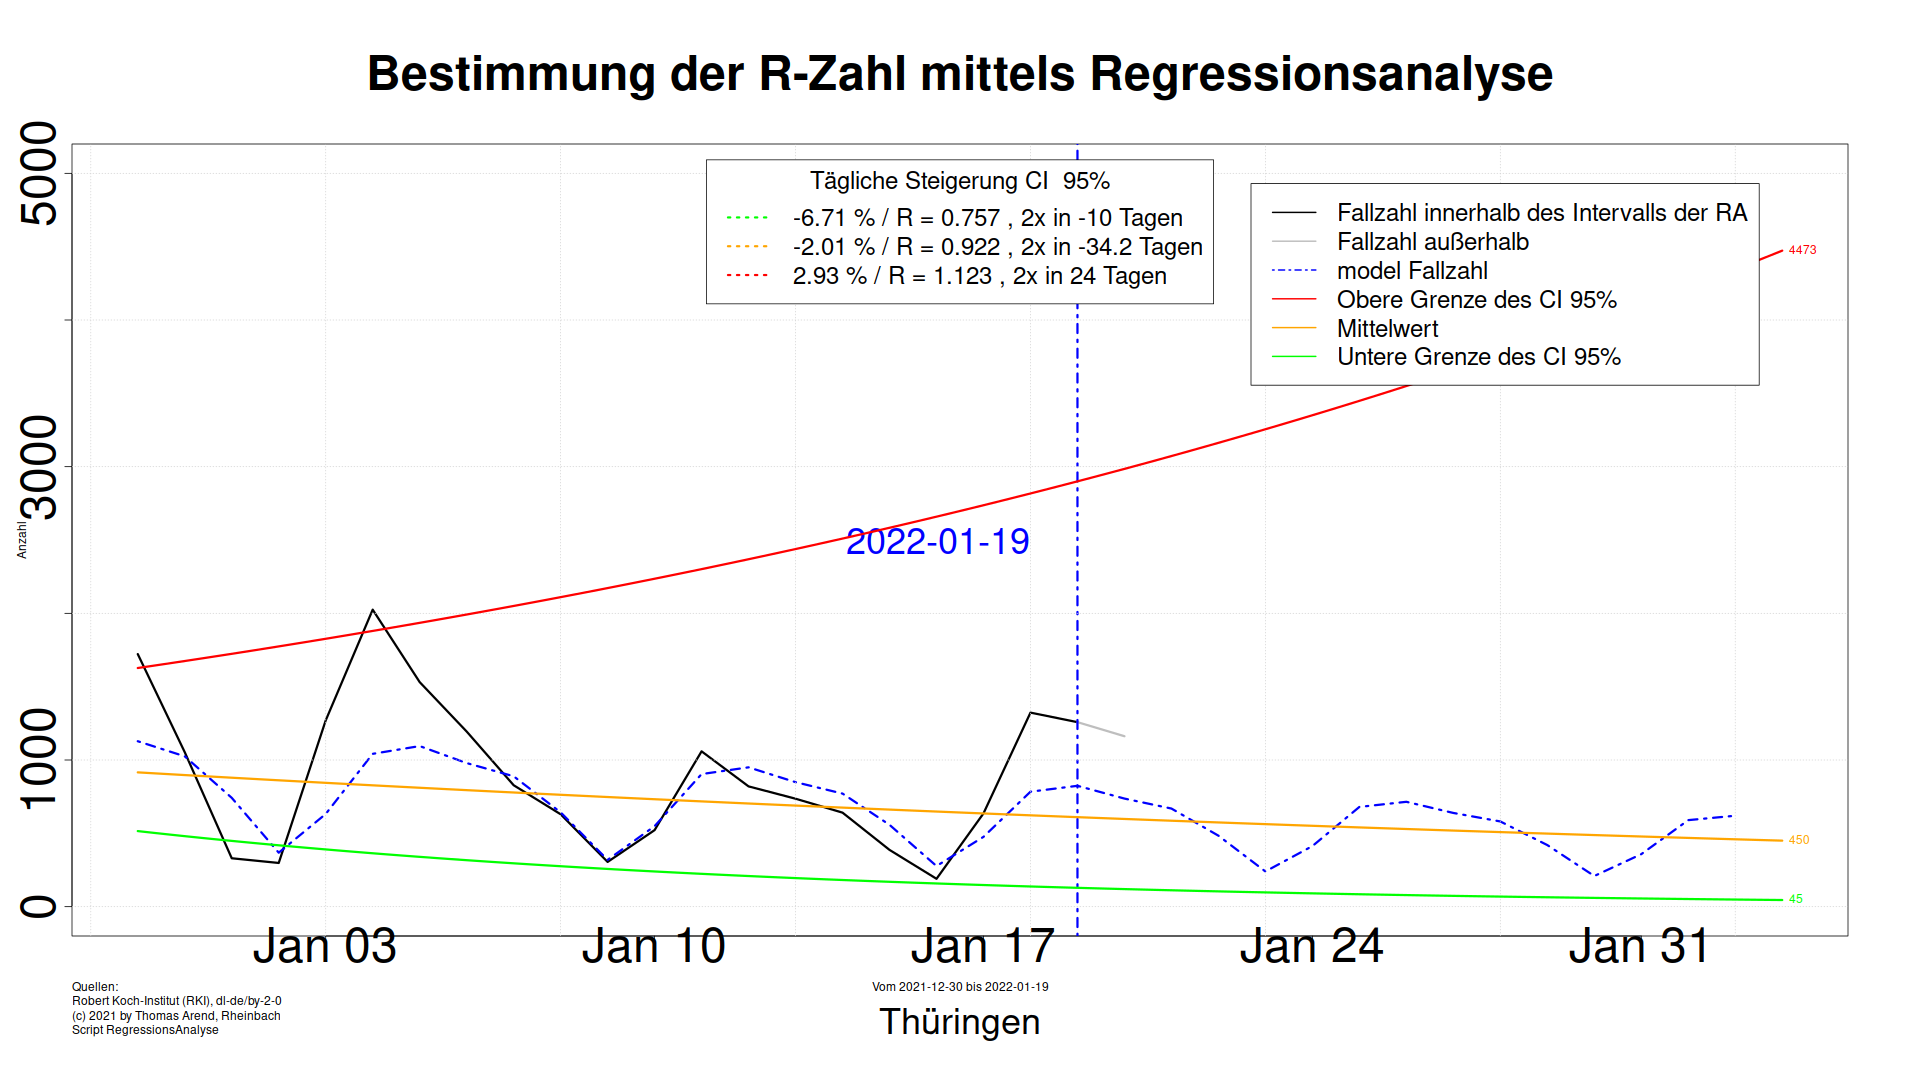 Bestimmung der R-Zahl mittels Regressionsanalyse
5000
3000
1000
0
Anzahl
Tägliche Steigerung CI 95%
-6.71 % / R = 0.757 , 2x in -10 Tagen
-2.01 % / R = 0.922 , 2x in -34.2 Tagen
2.93 % / R = 1.123 , 2x in 24 Tagen
Fallzahl innerhalb des Intervalls der RA
Fallzahl außerhalb
model Fallzahl
Obere Grenze des CI 95%
Mittelwert
Untere Grenze des CI 95%
4473
2022-01-19
450
45
Jan 03
Jan 10
Jan 17
Jan 24
Jan 31
Quellen:
Robert Koch-Institut (RKI), dl-de/by-2-0
(c) 2021 by Thomas Arend, Rheinbach
Script RegressionsAnalyse
Vom 2021-12-30 bis 2022-01-19
Thüringen